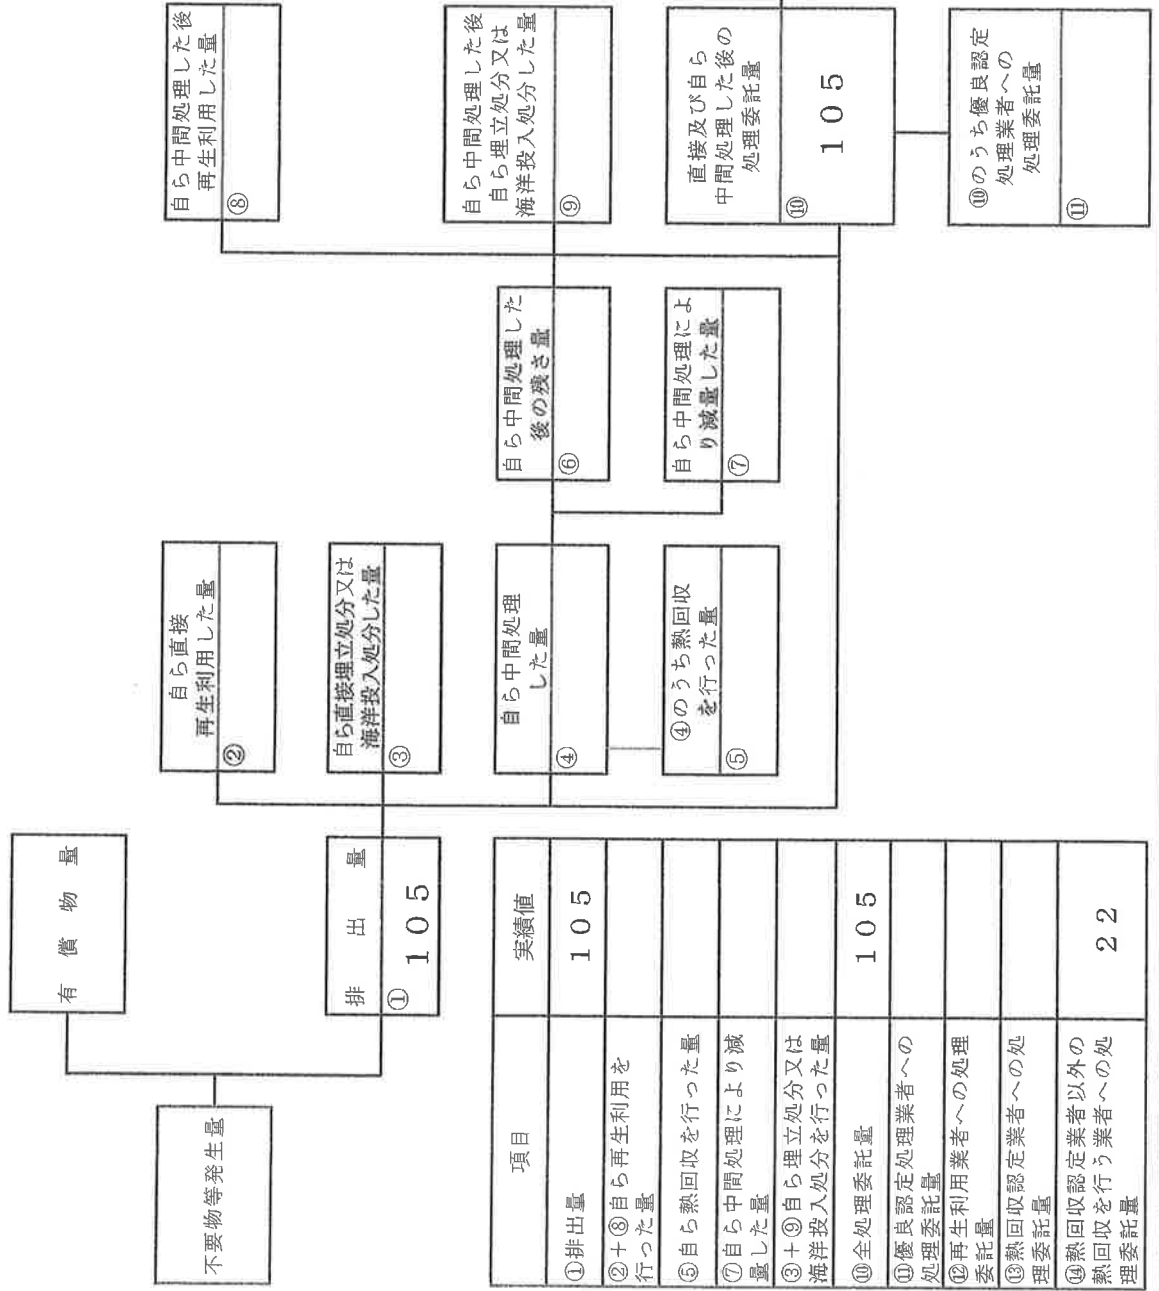 不要物等発生量
有償物量
排出量
①
105
自ら直接
再生利用した量
②
自ら直接埋立処分又は
海洋投入処分した量
③
自ら中間処理
した量
④
④のうち熱回収
を行った量
⑤
自ら中間処理した
後の残さ量
⑥
自ら中間処理によ
り減量した量
⑦
自ら中間処理した後
再生利用した量
⑧
自ら中間処理した後
自ら埋立処分又は
海洋投入処分した量
⑨
直接及び自ら
中間処理した後の
処理委託量
⑩
105
⑩のうち優良認定
処理業者への
処理委託量
⑪
項目 実績値
①排出量 105
②+⑧自ら再生利用を
行った量
⑤自ら熱回収を行った量
⑦自ら中間処理により減
量した量
③+⑨自ら埋立処分又は
海洋投入処分を行った量
⑩全処理委託量 105
⑪優良認定処理業者への
処理委託量
⑫再生利用業者への処理
委託量
⑬熱回収認定業者への処
理委託量
⑭熱回収認定業者以外の
熱回収を行う業者への処
理委託量 22